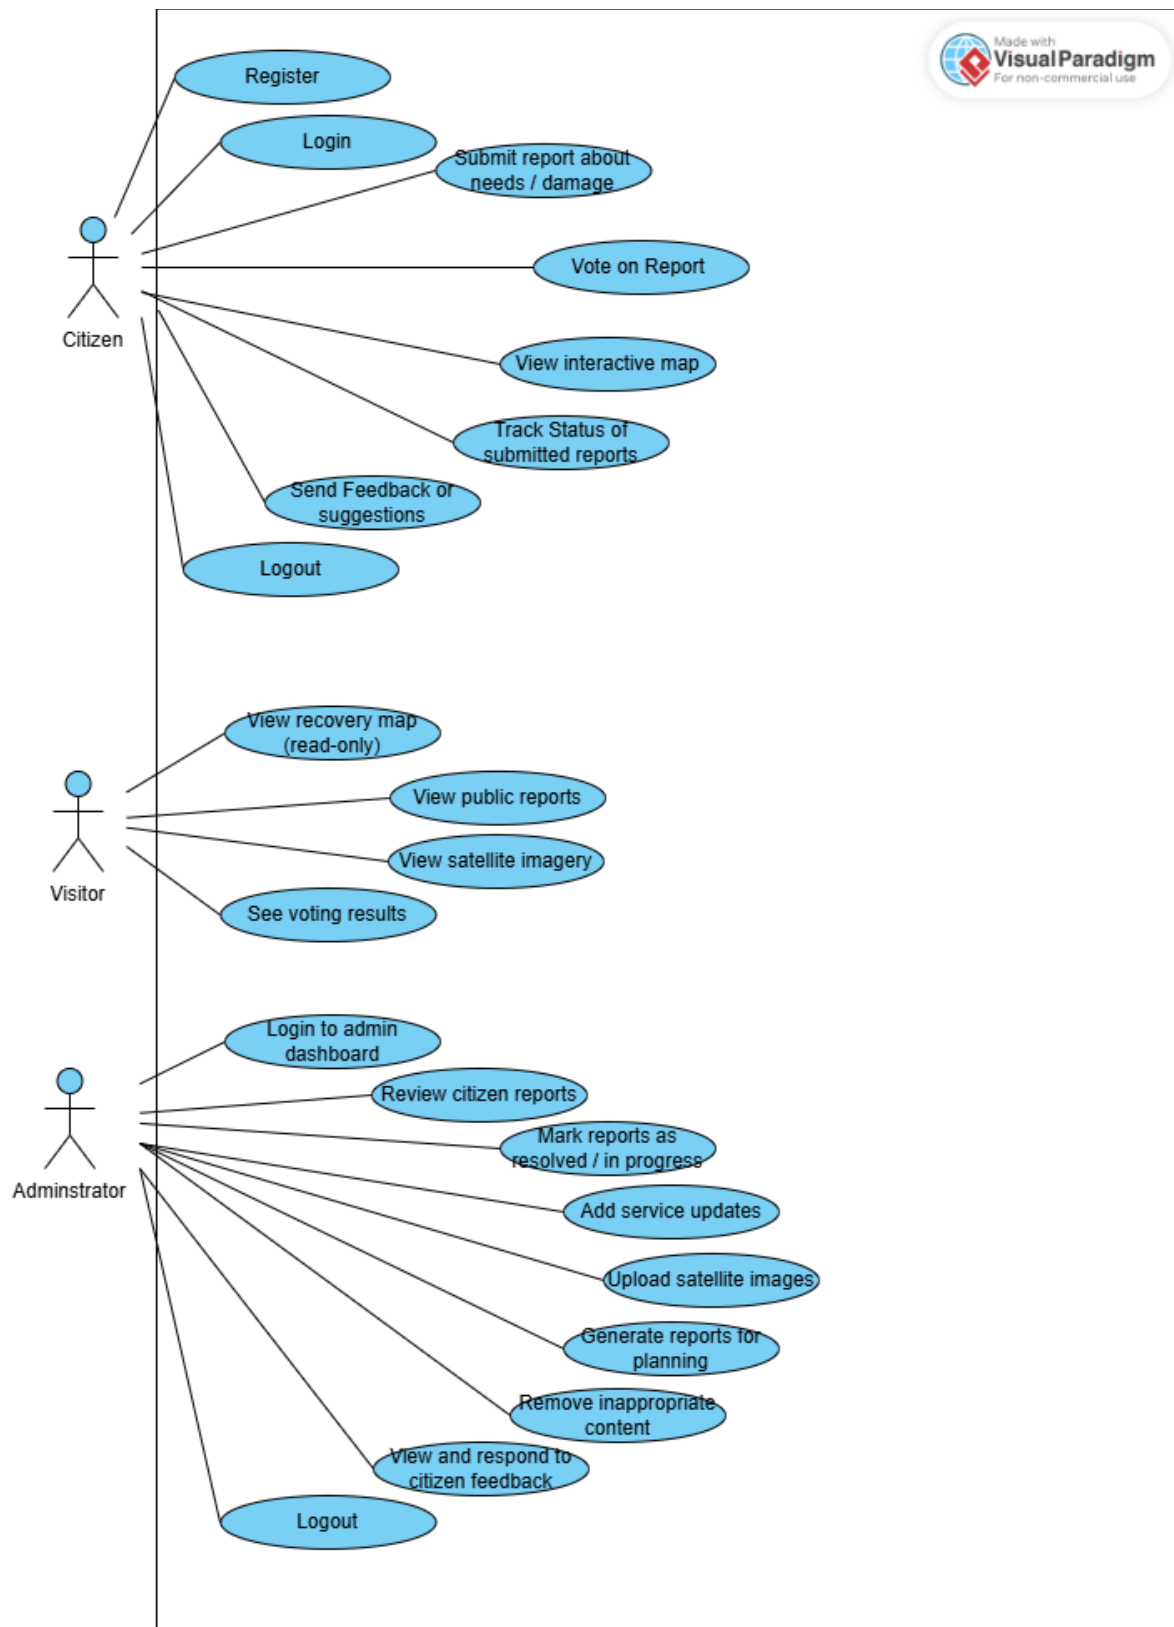 Made with
Visual Paradigm
For non-commercial use
Register
Login
Submit report about
needs / damage
Vote on Report
Citizen
View interactive map
Track Status of
submitted reports
Send Feedback or
suggestions
Logout
View recovery map
(read-only)
View public reports
View satellite imagery
Visitor
See voting results
Login to admin
dashboard
Review citizen reports
Mark reports as
resolved / in progress
Adminstrator
Add service updates
Upload satellite images
Generate reports for
planning
Remove inappropriate
content
View and respond to
citizen feedback
Logout